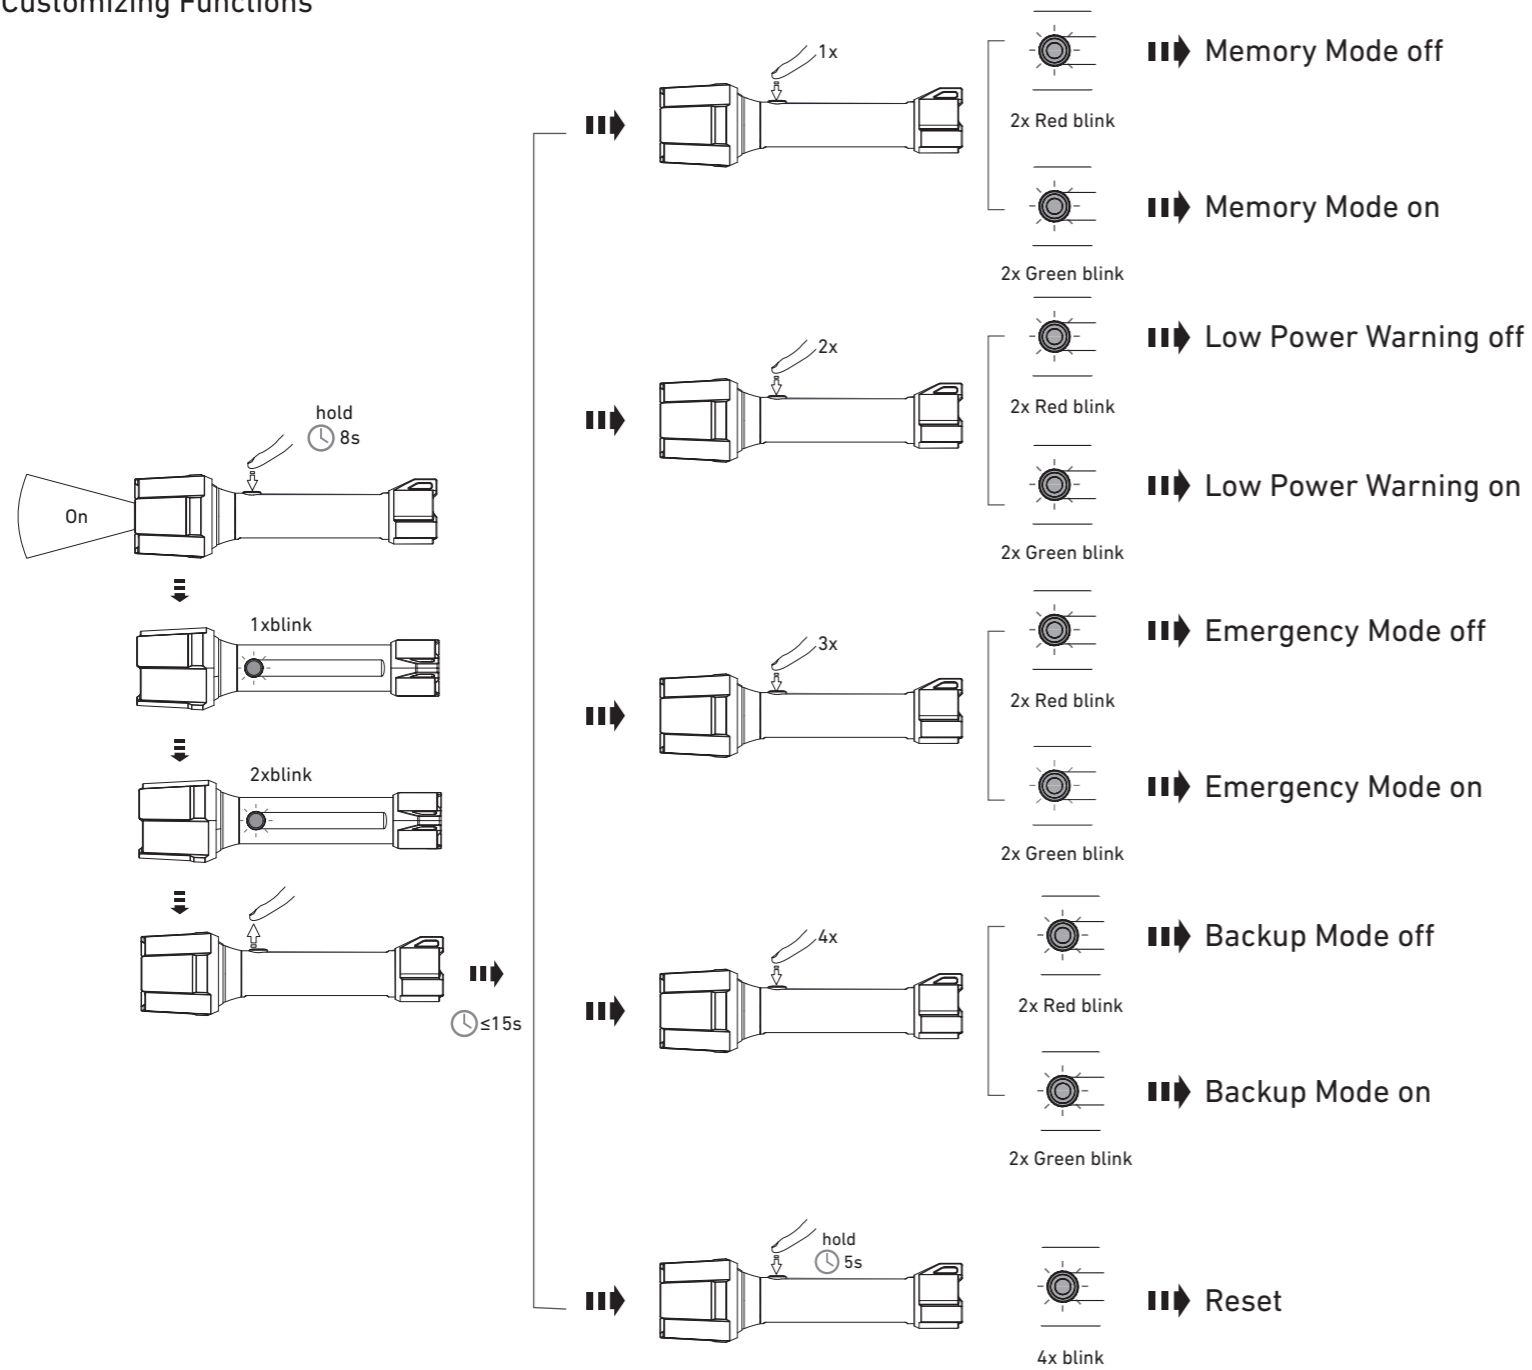 Customizing Functions
hold
8s
On
1xblink
2xblink
≤15s
1x
2x Red blink
Memory Mode off
2x Green blink
Memory Mode on
2x
2x Red blink
Low Power Warning off
2x Green blink
Low Power Warning on
3x
2x Red blink
Emergency Mode off
2x Green blink
Emergency Mode on
4x
2x Red blink
Backup Mode off
2x Green blink
Backup Mode on
hold
5s
4x blink
Reset